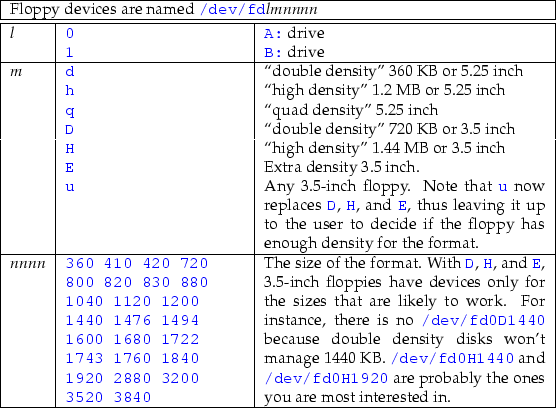 Floppy devices are named /dev/fdlmnnnn
l 0 A: drive
1 B: drive
m d “double density” 360 KB or 5.25 inch
h “high density” 1.2 MB or 5.25 inch
q “quad density” 5.25 inch
D “double density” 720 KB or 3.5 inch
H “high density” 1.44 MB or 3.5 inch
E Extra density 3.5 inch.
u Any 3.5-inch floppy. Note that u now
replaces D, H, and E, thus leaving it up
to the user to decide if the floppy has
enough density for the format.
nnnn 360 410 420 720 The size of the format. With D, H, and E,
800 820 830 880 3.5-inch floppies have devices only for
1040 1120 1200 the sizes that are likely to work. For
1440 1476 1494 instance, there is no /dev/fd0D1440
1600 1680 1722 because double density disks won’t
1743 1760 1840 manage 1440 KB. /dev/fd0H1440 and
1920 2880 3200 /dev/fd0H1920 are probably the ones
3520 3840 you are most interested in.